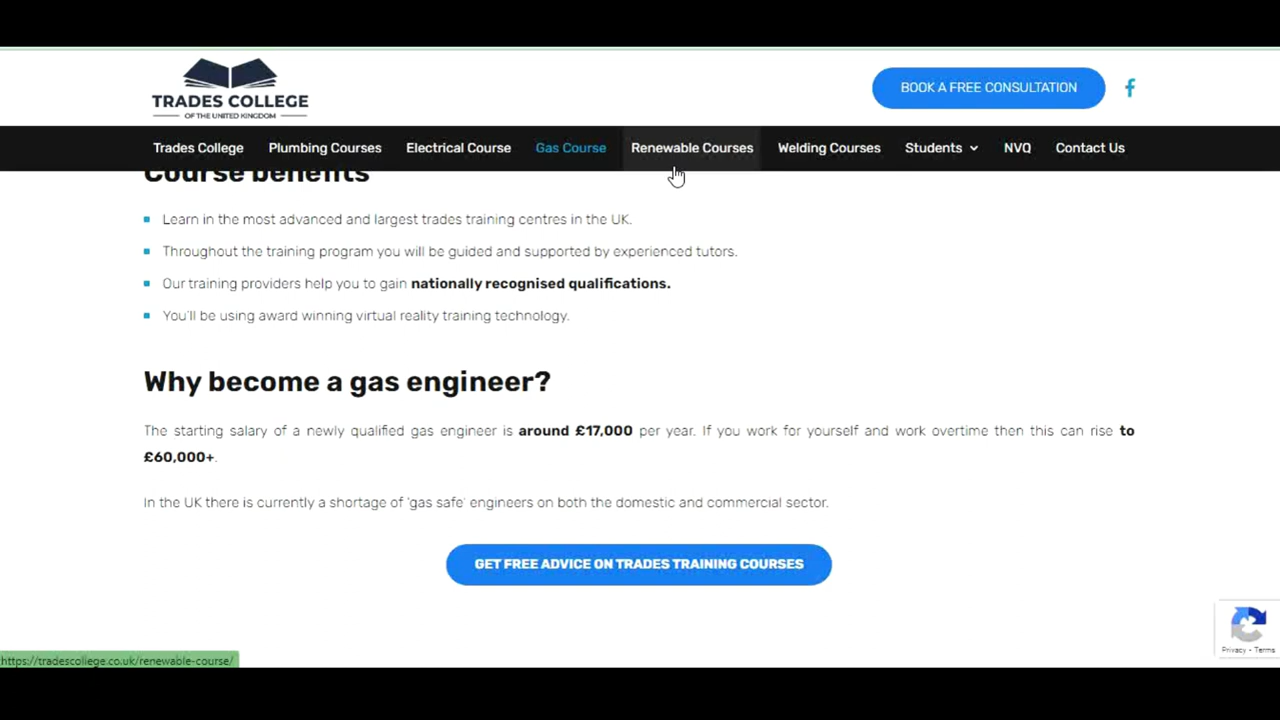 TRADES COLLEGE
OF THE UNITED KINGDOM
BOOK A FREE CONSULTATION
Trades College
Plumbing Courses
Electrical Course
Gas Course
Renewable Courses
Welding Courses
Students
NVQ
Contact Us
Course benefits
Learn in the most advanced and largest trades training centres in the UK.
Throughout the training program you will be guided and supported by experienced tutors.
Our training providers help you to gain nationally recognised qualifications.
You'll be using award winning virtual reality training technology.
Why become a gas engineer?
The starting salary of a newly qualified gas engineer is around £17,000 per year. If you work for yourself and work overtime then this can rise to
£60,000+.
In the UK there is currently a shortage of 'gas safe' engineers on both the domestic and commercial sector.
GET FREE ADVICE ON TRADES TRAINING COURSES
Privacy - Terms
https://tradescollege.co.uk/renewable-course/